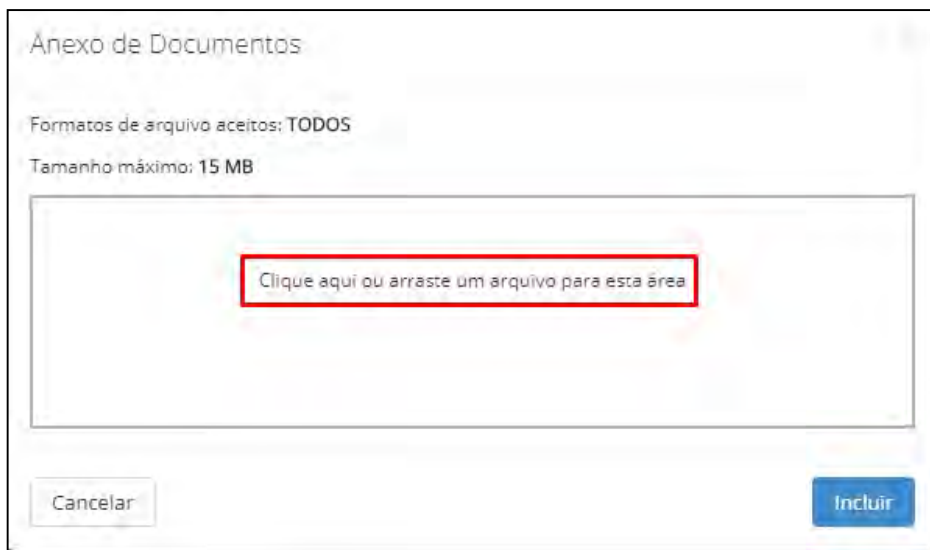 Anexo de Documentos
Formatos de arquivo aceitos: TODOS
Tamanho máximo: 15 MB
Clique aqui ou arraste um arquivo para esta área
Cancelar
Incluir